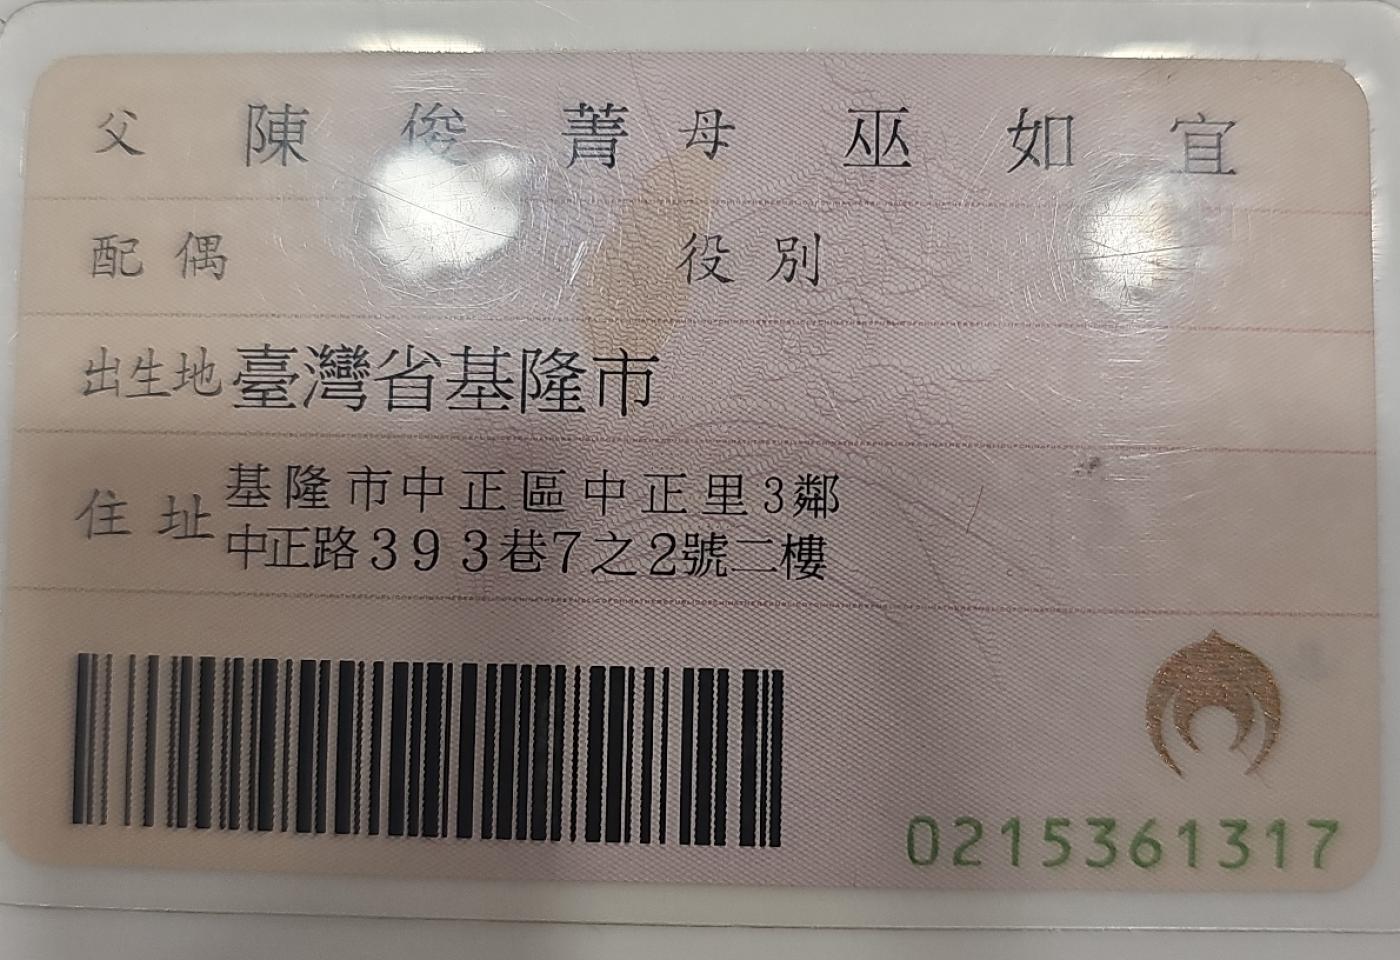 父 陳俊菁 母 巫如宜
配偶 役別
出生地 臺灣省基隆市
住址 基隆市中正區中正里3鄰
中正路393巷7之2號二樓
0215361317